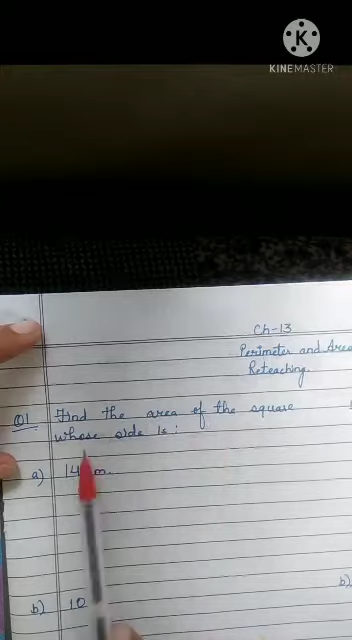 KINEMASTER
Ch-13
Perimeter and Area
Reteaching.
Q1 Find the area of the square
whose side is:
a) 14 m.
b)
b) 10